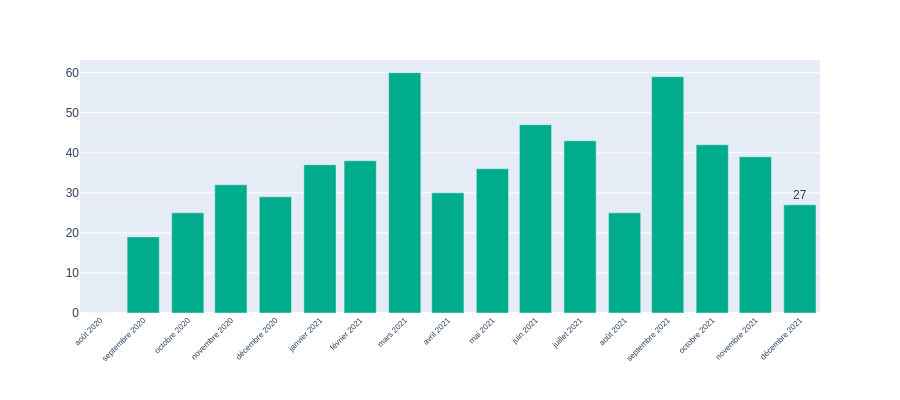 60
50
40
30
20
10
0
27
août 2020
septembre 2020
octobre 2020
novembre 2020
décembre 2020
janvier 2021
février 2021
mars 2021
avril 2021
mai 2021
juin 2021
juillet 2021
août 2021
septembre 2021
octobre 2021
novembre 2021
décembre 2021